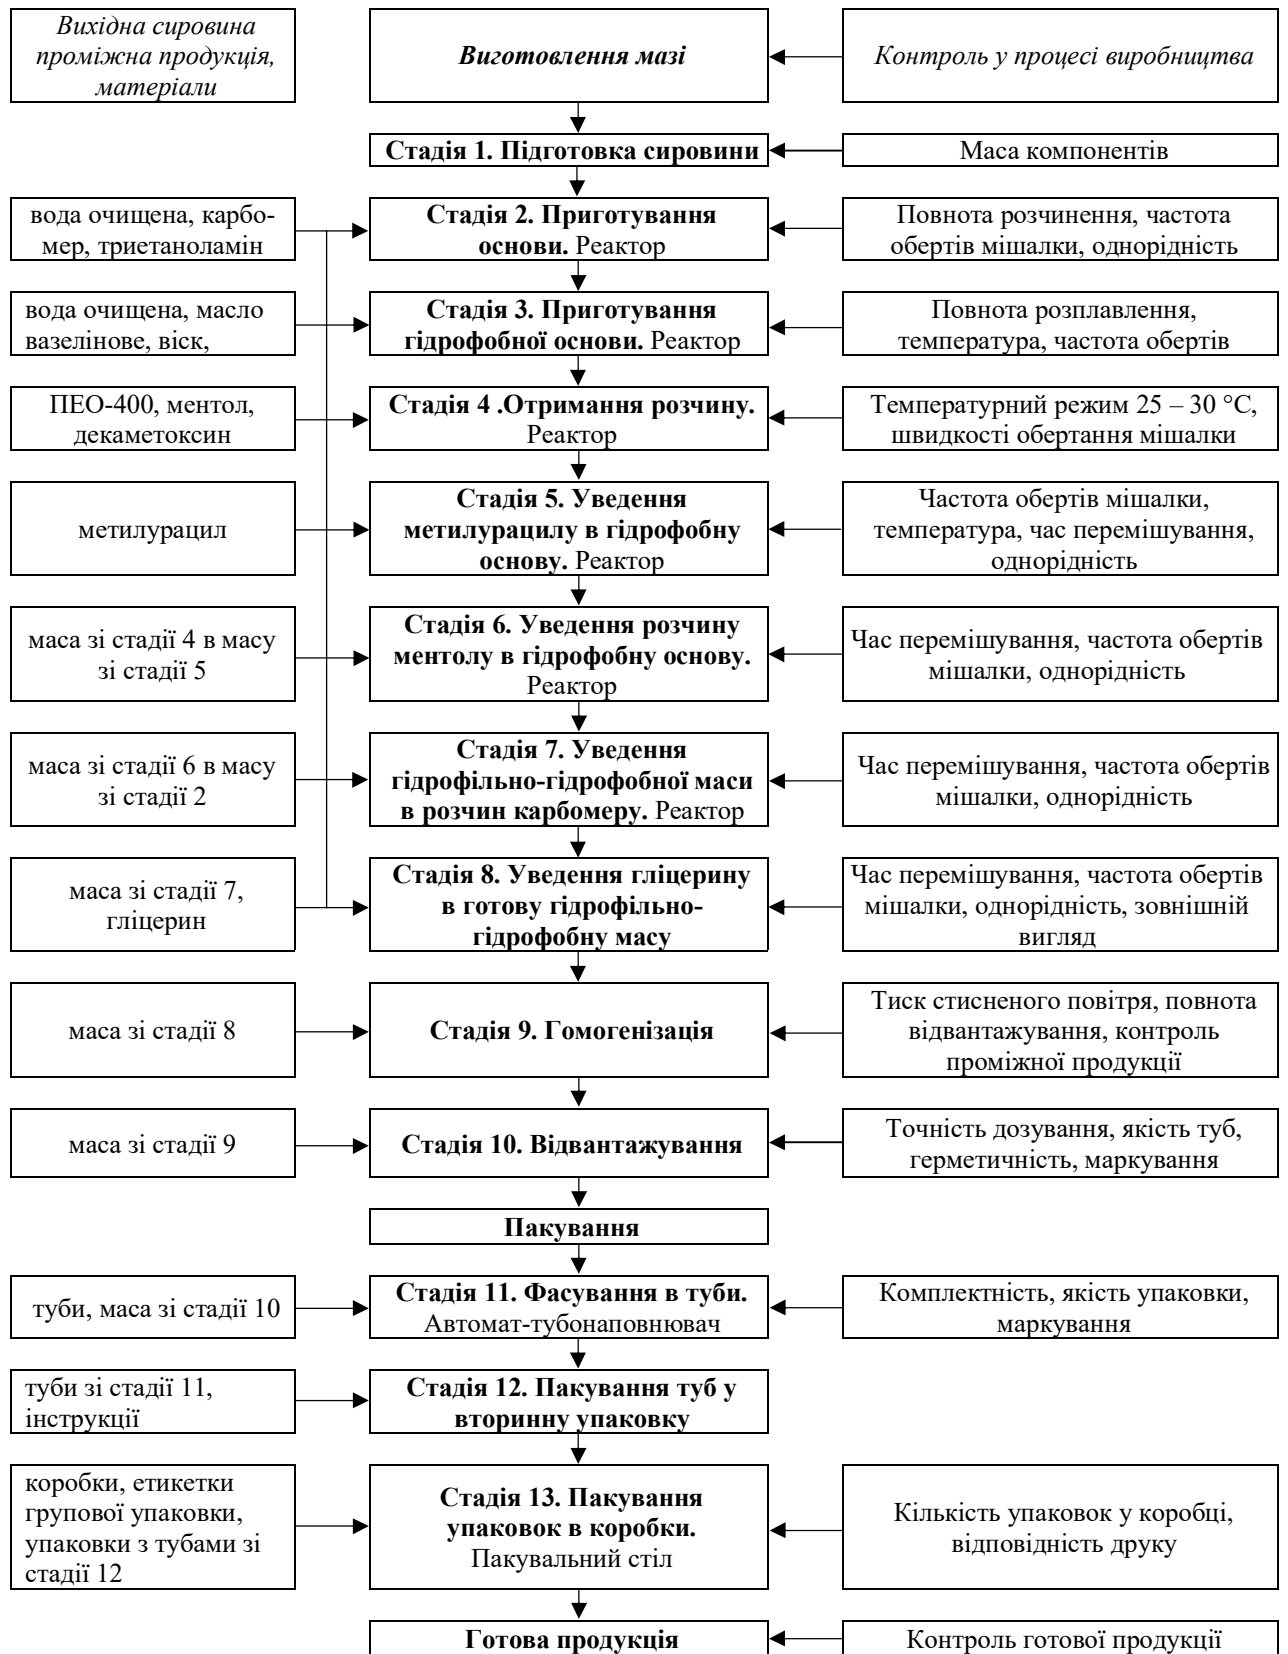 Вихідна сировина
проміжна продукція,
матеріали
Виготовлення мазі
Контроль у процесі виробництва
Стадія 1. Підготовка сировини
Маса компонентів
вода очищена, карбо-
мер, триетаноламін
Стадія 2. Приготування
основи. Реактор
Повнота розчинення, частота
обертів мішалки, однорідність
вода очищена, масло
вазелінове, віск,
Стадія 3. Приготування
гідрофобної основи. Реактор
Повнота розплавлення,
температура, частота обертів
ПЕО-400, ментол,
декаметоксин
Стадія 4 .Отримання розчину.
Реактор
Температурний режим 25 – 30 °С,
швидкості обертання мішалки
метилурацил
Стадія 5. Уведення
метилурацилу в гідрофобну
основу. Реактор
Частота обертів мішалки,
температура, час перемішування,
однорідність
маса зі стадії 4 в масу
зі стадії 5
Стадія 6. Уведення розчину
ментолу в гідрофобну основу.
Реактор
Час перемішування, частота обертів
мішалки, однорідність
маса зі стадії 6 в масу
зі стадії 2
Стадія 7. Уведення
гідрофільно-гідрофобної маси
в розчин карбомеру. Реактор
Час перемішування, частота обертів
мішалки, однорідність
маса зі стадії 7,
гліцерин
Стадія 8. Уведення гліцерину
в готову гідрофільно-
гідрофобну масу
Час перемішування, частота обертів
мішалки, однорідність, зовнішній
вигляд
маса зі стадії 8
Стадія 9. Гомогенізація
Тиск стисненого повітря, повнота
відвантажування, контроль
проміжної продукції
маса зі стадії 9
Стадія 10. Відвантажування
Точність дозування, якість туб,
герметичність, маркування
Пакування
туби, маса зі стадії 10
Стадія 11. Фасування в туби.
Автомат-тубонаповнювач
Комплектність, якість упаковки,
маркування
туби зі стадії 11,
інструкції
Стадія 12. Пакування туб у
вторинну упаковку
коробки, етикетки
групової упаковки,
упаковки з тубами зі
стадії 12
Стадія 13. Пакування
упаковок в коробки.
Пакувальний стіл
Кількість упаковок у коробці,
відповідність друку
Готова продукція
Контроль готової продукції